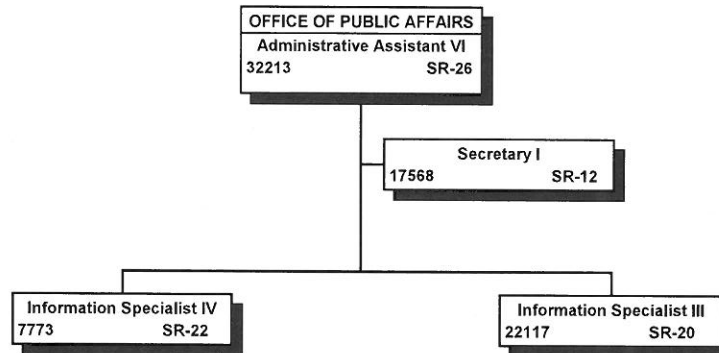 OFFICE OF PUBLIC AFFAIRS
Administrative Assistant VI
32213 SR-26
Secretary I
17568 SR-12
Information Specialist IV
7773 SR-22
Information Specialist III
22117 SR-20